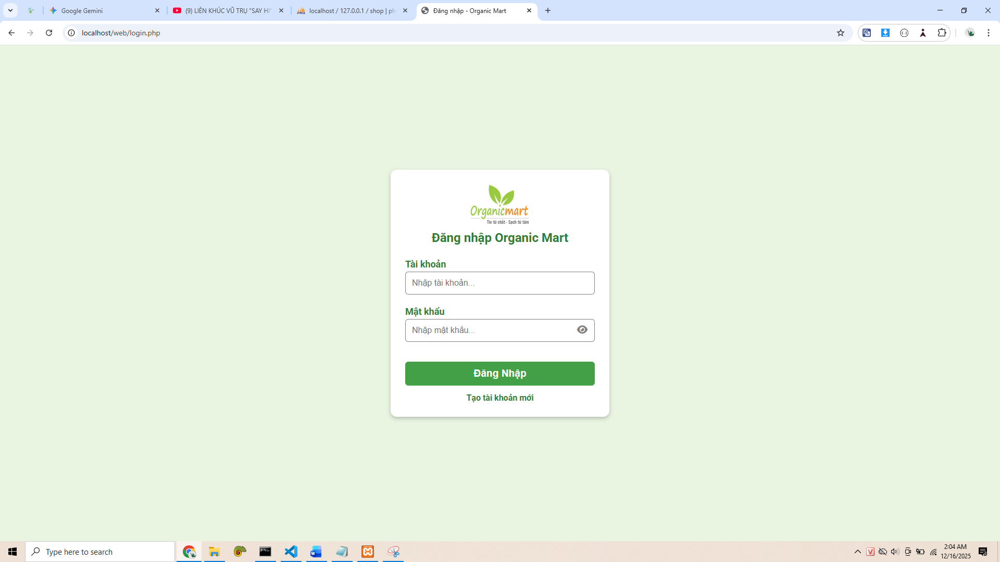 Google Gemini
(9) LIÊN KHÚC VŨ TRỤ "SAY HI"
localhost / 127.0.0.1 / shop | ph
Đăng nhập - Organic Mart
localhost/web/login.php
Organicmart
Tin từ chất - Sạch từ tâm
Đăng nhập Organic Mart
Tài khoản
Nhập tài khoản...
Mật khẩu
Nhập mật khẩu...
Đăng Nhập
Tạo tài khoản mới
Type here to search
2:04 AM
12/16/2025